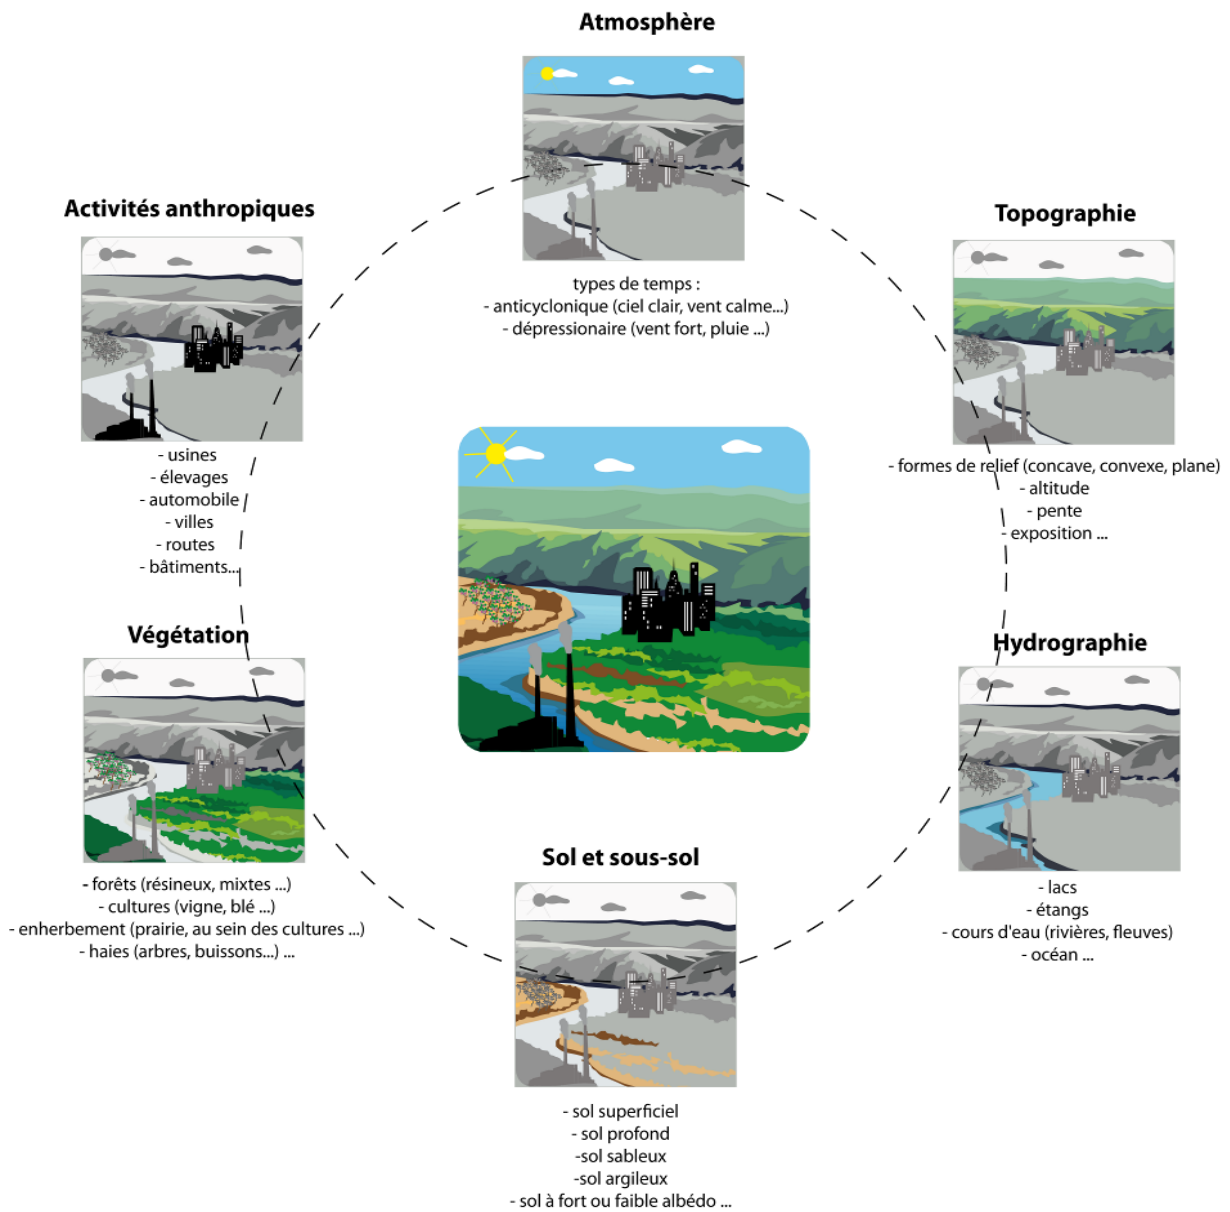 Atmosphère
types de temps :
- anticyclonique (ciel clair, vent calme...)
- dépressionaire (vent fort, pluie ...)
Activités anthropiques
- usines
- élevages
- automobile
- villes
- routes
- bâtiments...
Topographie
- formes de relief (concave, convexe, plane)
- altitude
- pente
- exposition ...
Végétation
- forêts (résineux, mixtes ...)
- cultures (vigne, blé ...)
- enherbement (prairie, au sein des cultures ...)
- haies (arbres, buissons...) ...
Hydrographie
- lacs
- étangs
- cours d'eau (rivières, fleuves)
- océan ...
Sol et sous-sol
- sol superficiel
- sol profond
-sol sableux
-sol argileux
- sol à fort ou faible albédo ...